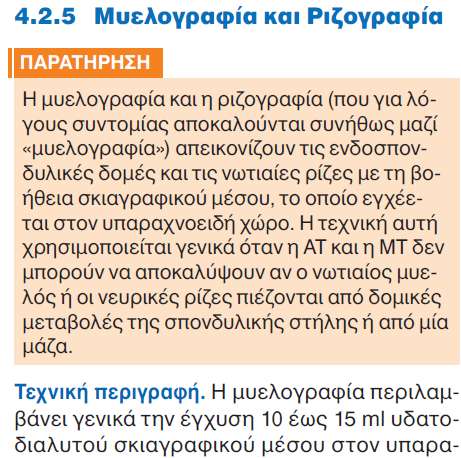 4.2.5 Μυελογραφία και Ριζογραφία
ΠΑΡΑΤΗΡΗΣΗ
Η μυελογραφία και η ριζογραφία (που για λό-
γους συντομίας αποκαλούνται συνήθως μαζί
«μυελογραφία») απεικονίζουν τις ενδοσπον-
δυλικές δομές και τις νωτιαίες ρίζες με τη βο-
ήθεια σκιαγραφικού μέσου, το οποίο εγχέε-
ται στον υπαραχνοειδή χώρο. Η τεχνική αυτή
χρησιμοποιείται γενικά όταν η ΑΤ και η ΜΤ δεν
μπορούν να αποκαλύψουν αν ο νωτιαίος μυε-
λός ή οι νευρικές ρίζες πιέζονται από δομικές
μεταβολές της σπονδυλικής στήλης ή από μία
μάζα.
Τεχνική περιγραφή. Η μυελογραφία περιλαμ-
βάνει γενικά την έγχυση 10 έως 15 ml υδατο-
διαλυτού σκιαγραφικού μέσου στον υπαρα-